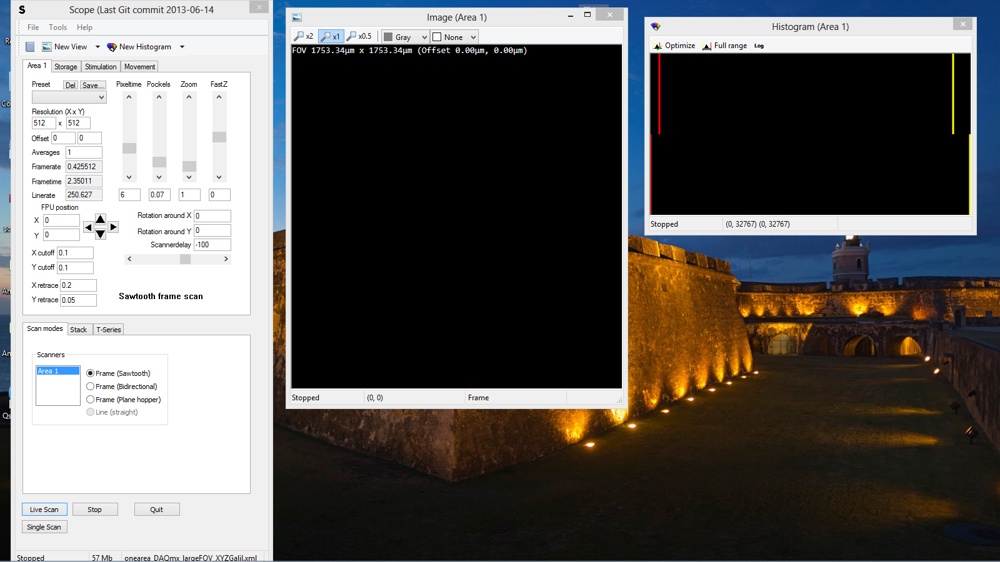 Scope (Last Git commit 2013-06-14
File Tools Help
New View New Histogram
Area 1 Storage Stimulation Movement
Preset Del Save... Pixeltime Pockels Zoom FastZ
Resolution (X x Y)
512 x 512
Offset 0 0
Averages 1
Framerate 0.425512
Frametime 2.35011
Linerate 250.627 6 0.07 1 0
FPU position
X 0
Y 0
Rotation around X 0
Rotation around Y 0
Scannerdelay -100
X cutoff 0.1
Y cutoff 0.1
X retrace 0.2
Y retrace 0.05
Sawtooth frame scan
Scan modes Stack T-Series
Scanners
Area 1
Frame (Sawtooth)
Frame (Bidirectional)
Frame (Plane hopper)
Line (straight)
Live Scan Stop Quit
Single Scan
Stopped 57 Mb onearea_DAQmx_largeFOV_XYZGalil.xml
Image (Area 1)
x2 x1 x0.5 Gray None
FOV 1753.34µm x 1753.34µm (Offset 0.00µm, 0.00µm)
Stopped (0, 0) Frame
Histogram (Area 1)
Optimize Full range Log
Stopped (0, 32767) (0, 32767)